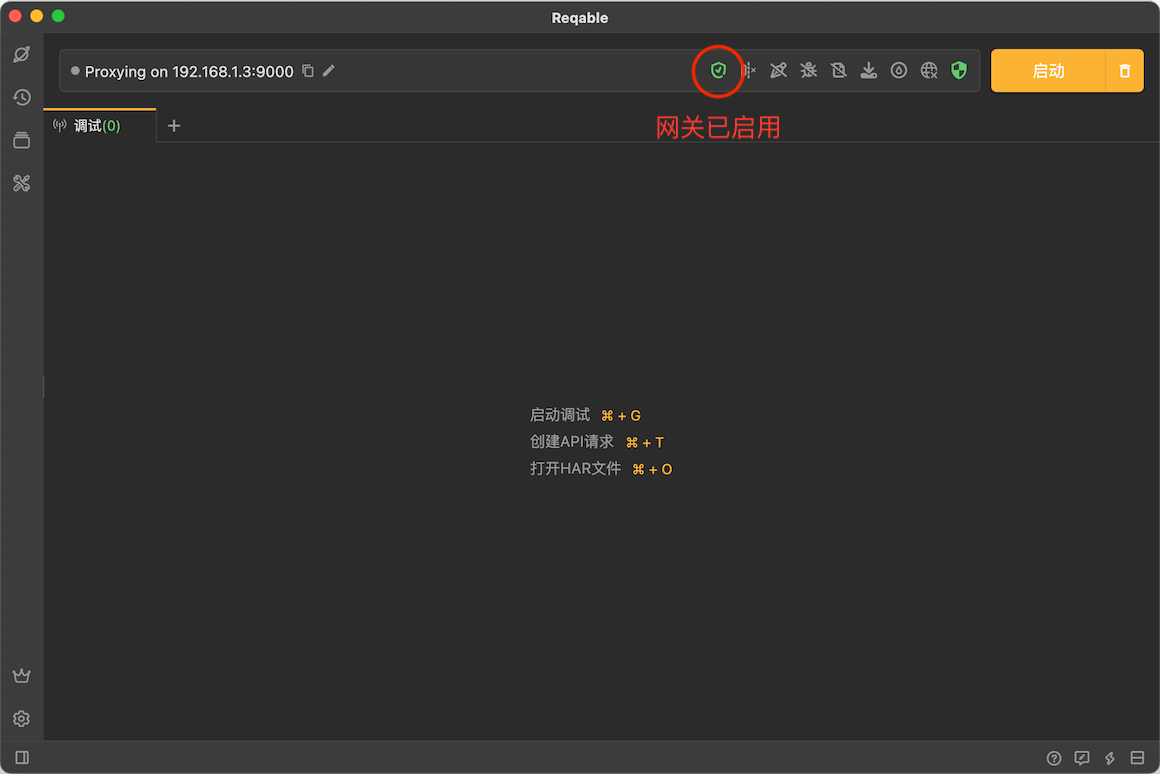 Reqable
Proxying on 192.168.1.3:9000
启动
调试(0)
网关已启用
启动调试 ⌘ + G
创建API请求 ⌘ + T
打开HAR文件 ⌘ + O